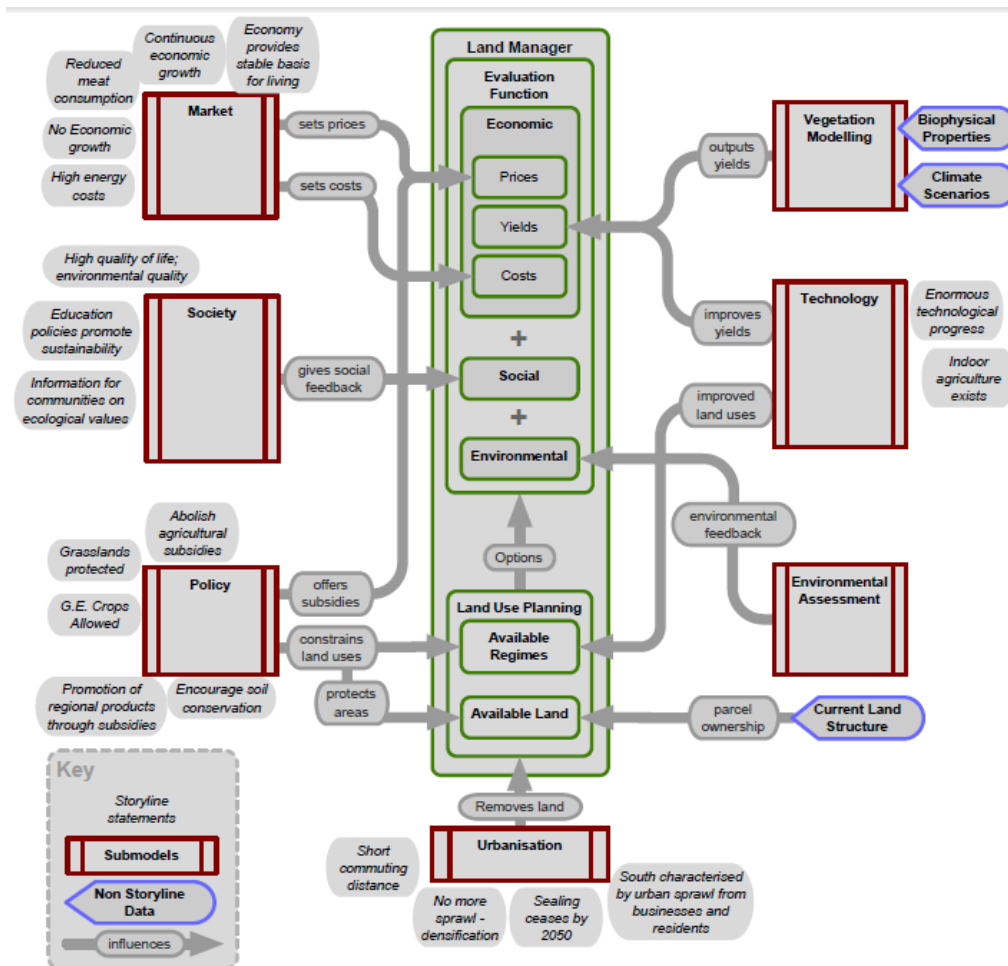 Continuous
economic
growth
Economy
provides
stable basis
for living
Reduced
meat
consumption
No Economic
growth
High energy
costs
Market
sets prices
sets costs
High quality of life;
environmental quality
Education
policies promote
sustainability
Information for
communities on
ecological values
Society
gives social
feedback
Abolish
agricultural
subsidies
Grasslands
protected
G.E. Crops
Allowed
Policy
offers
subsidies
constrains
land uses
protects
areas
Promotion of
regional products
through subsidies
Encourage soil
conservation
Land Manager
Evaluation
Function
Economic
Prices
Yields
Costs
+
Social
+
Environmental
Options
Land Use Planning
Available
Regimes
Available Land
Removes land
Urbanisation
Short
commuting
distance
No more
sprawl -
densification
Sealing
ceases by
2050
South characterised
by urban sprawl from
businesses and
residents
outputs
yields
Vegetation
Modelling
Biophysical
Properties
Climate
Scenarios
improves
yields
improved
land uses
Technology
Enormous
technological
progress
Indoor
agriculture
exists
environmental
feedback
Environmental
Assessment
parcel
ownership
Current Land
Structure
Key
Storyline
statements
Submodels
Non Storyline
Data
influences